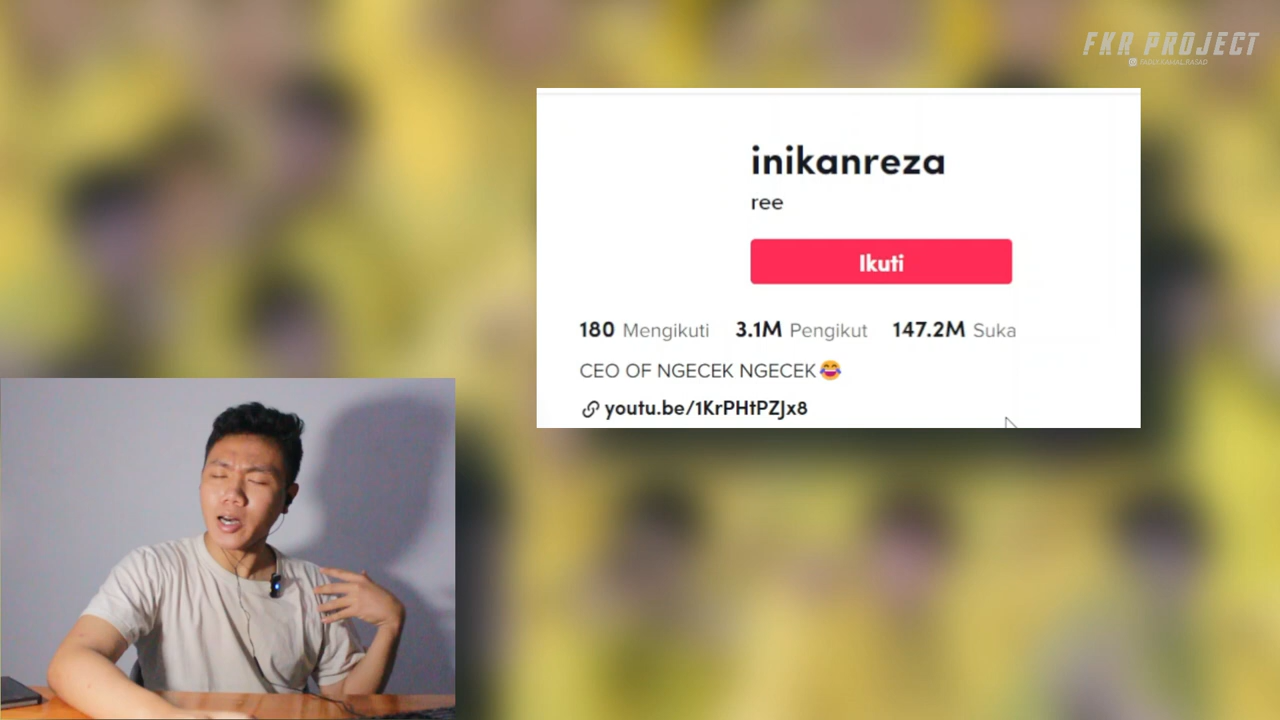 FKR PROJECT
inikanreza
ree
Ikuti
180 Mengikuti 3.1M Pengikut 147.2M Suka
CEO OF NGECEK NGECEK😂
youtu.be/1KrPHtPZJx8